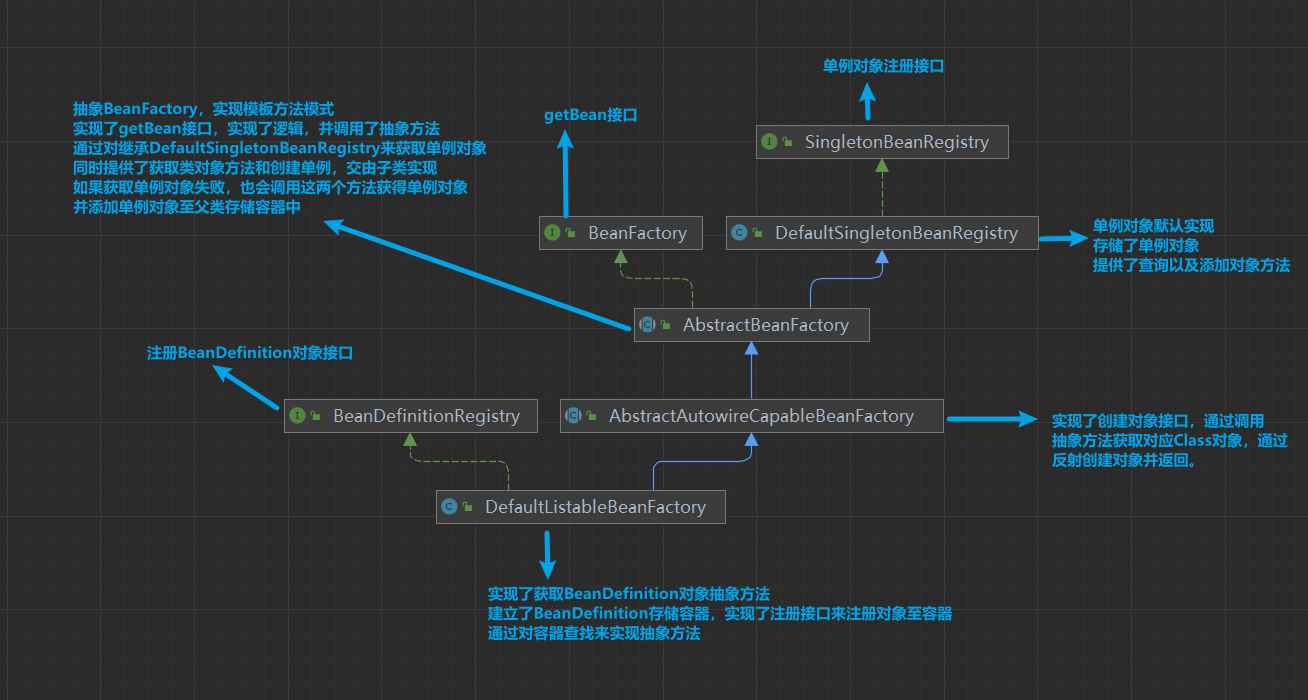 单例对象注册接口
抽象BeanFactory，实现模板方法模式
实现了getBean接口，实现了逻辑，并调用了抽象方法
通过对继承DefaultSingletonBeanRegistry来获取单例对象
同时提供了获取类对象方法和创建单例，交由子类实现
如果获取单例对象失败，也会调用这两个方法获得单例对象
并添加单例对象至父类存储容器中
getBean接口
I SingletonBeanRegistry
I BeanFactory
C DefaultSingletonBeanRegistry
单例对象默认实现
存储了单例对象
提供了查询以及添加对象方法
C AbstractBeanFactory
注册BeanDefinition对象接口
I BeanDefinitionRegistry
C AbstractAutowireCapableBeanFactory
实现了创建对象接口，通过调用
抽象方法获取对应Class对象，通过
反射创建对象并返回。
C DefaultListableBeanFactory
实现了获取BeanDefinition对象抽象方法
建立了BeanDefinition存储容器，实现了注册接口来注册对象至容器
通过对容器查找来实现抽象方法